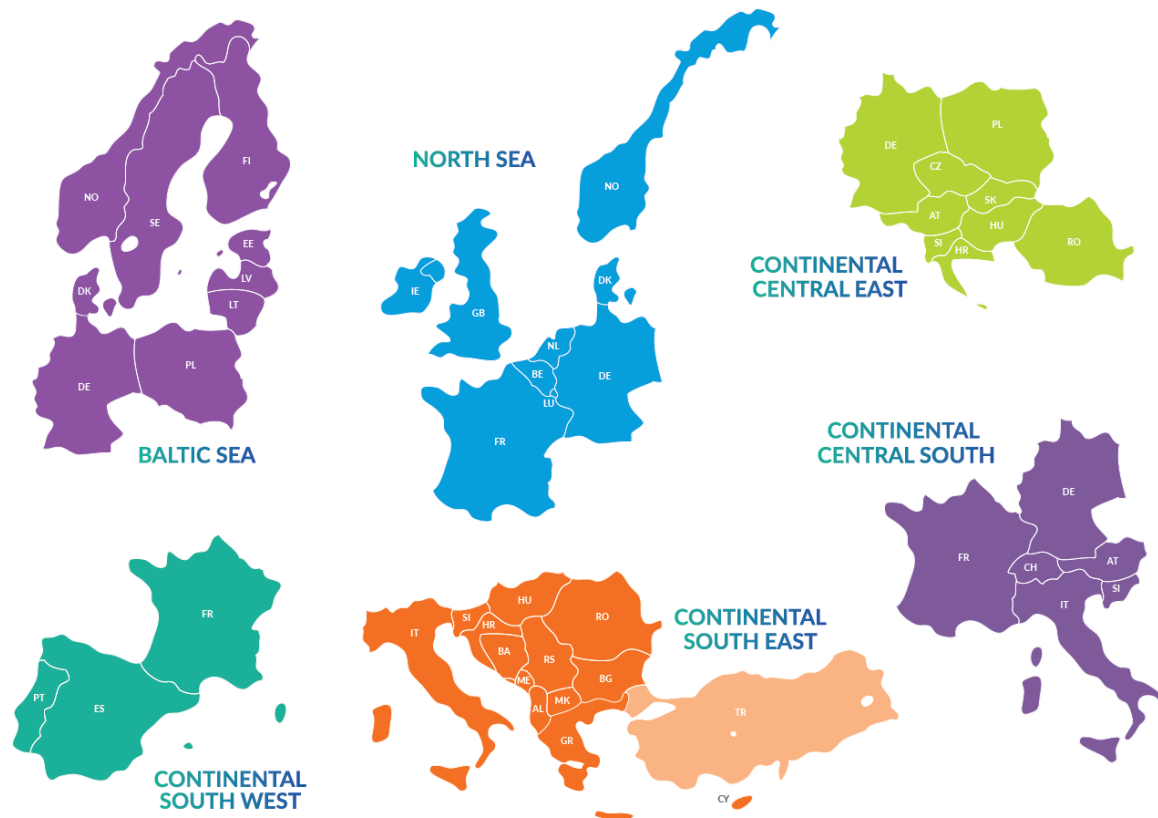 NO
SE
FI
EE
LV
LT
DK
DE
PL
BALTIC SEA
NORTH SEA
NO
IE
GB
DK
NL
BE
DE
LU
FR
DE
PL
CZ
SK
AT
HU
RO
SI
HR
CONTINENTAL
CENTRAL EAST
FR
PT
ES
CONTINENTAL
SOUTH WEST
IT
SI
HU
HR
RO
BA
RS
ME
BG
AL
MK
GR
TR
CY
CONTINENTAL
SOUTH EAST
CONTINENTAL
CENTRAL SOUTH
DE
FR
CH
AT
SI
IT